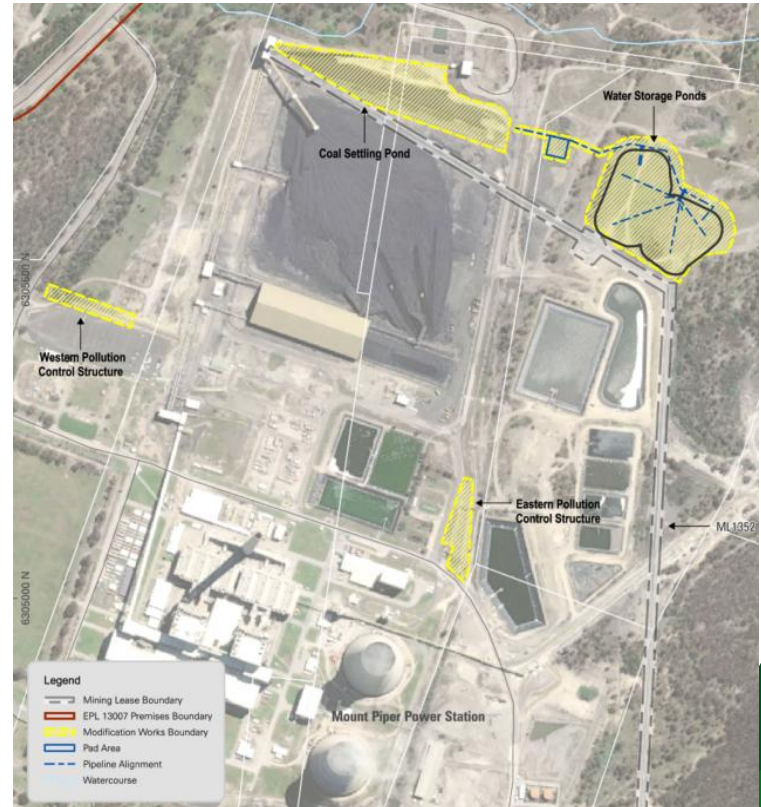 Water Storage Ponds
Coal Settling Pond
6305500 N
Western Pollution
Control Structure
Eastern Pollution
Control Structure
ML1352
6305000 N
Mount Piper Power Station
Legend
Mining Lease Boundary
EPL 13007 Premises Boundary
Modification Works Boundary
Pad Area
Pipeline Alignment
Watercourse